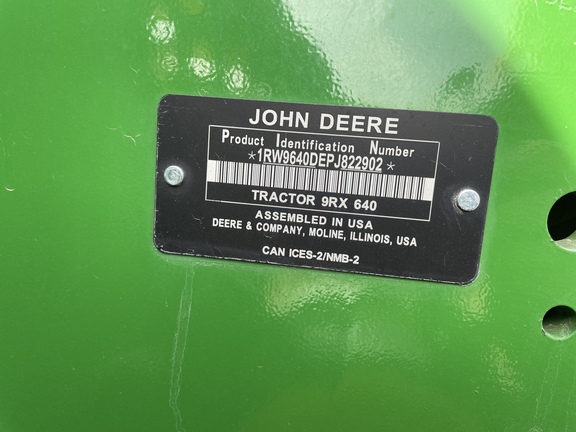 JOHN DEERE
Product Identification Number
*1RW9640DEPJ822902*
TRACTOR 9RX 640
ASSEMBLED IN USA
DEERE & COMPANY, MOLINE, ILLINOIS, USA
CAN ICES-2/NMB-2